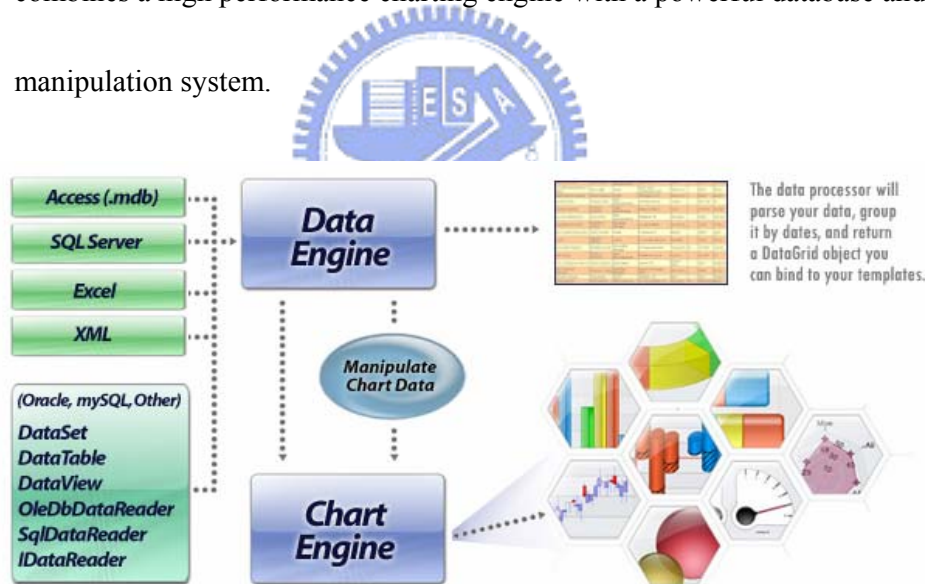 combines a high performance charting engine with a powerful database and
manipulation system.
ESA
Access (.mdb)
SQL Server
Excel
XML
(Oracle, mySQL, Other)
DataSet
DataTable
DataView
OleDbDataReader
SqlDataReader
IDataReader
Data
Engine
Manipulate
Chart Data
Chart
Engine
The data processor will
parse your data, group
it by dates, and return
a DataGrid object you
can bind to your templates.